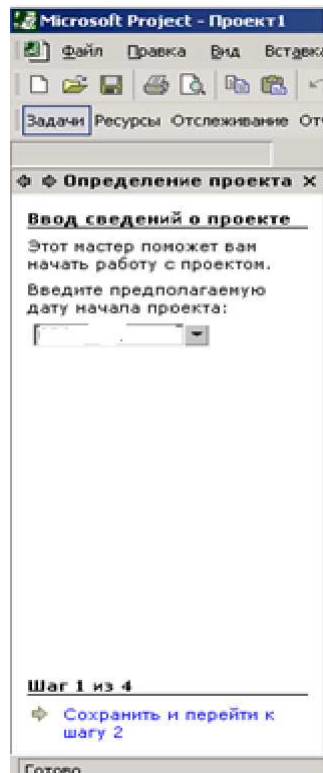 Microsoft Project - Проект1
Файл Правка Вид Вставка
Задачи Ресурсы Отслеживание От
Определение проекта
Ввод сведений о проекте
Этот мастер поможет вам
начать работу с проектом.
Введите предполагаемую
дату начала проекта:
Шаг 1 из 4
Сохранить и перейти к
шагу 2
Готово